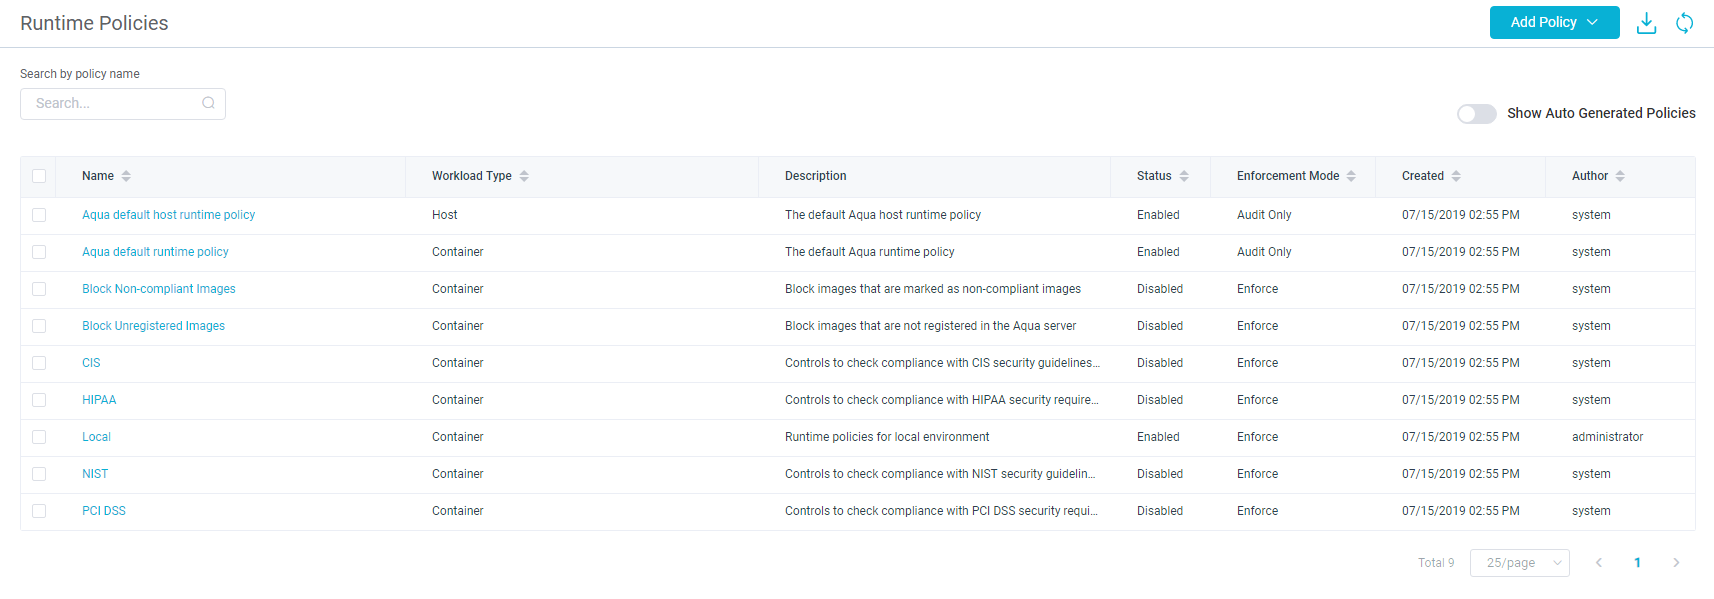 Runtime Policies
Add Policy
Search by policy name
Search...
Show Auto Generated Policies
Name Workload Type Description Status Enforcement Mode Created Author
Aqua default host runtime policy Host The default Aqua host runtime policy Enabled Audit Only 07/15/2019 02:55 PM system
Aqua default runtime policy Container The default Aqua runtime policy Enabled Audit Only 07/15/2019 02:55 PM system
Block Non-compliant Images Container Block images that are marked as non-compliant images Disabled Enforce 07/15/2019 02:55 PM system
Block Unregistered Images Container Block images that are not registered in the Aqua server Disabled Enforce 07/15/2019 02:55 PM system
CIS Container Controls to check compliance with CIS security guidelines... Disabled Enforce 07/15/2019 02:55 PM system
HIPAA Container Controls to check compliance with HIPAA security require... Disabled Enforce 07/15/2019 02:55 PM system
Local Container Runtime policies for local environment Enabled Enforce 07/15/2019 02:55 PM administrator
NIST Container Controls to check compliance with NIST security guidelin... Disabled Enforce 07/15/2019 02:55 PM system
PCI DSS Container Controls to check compliance with PCI DSS security requi... Disabled Enforce 07/15/2019 02:55 PM system
Total 9 25/page 1